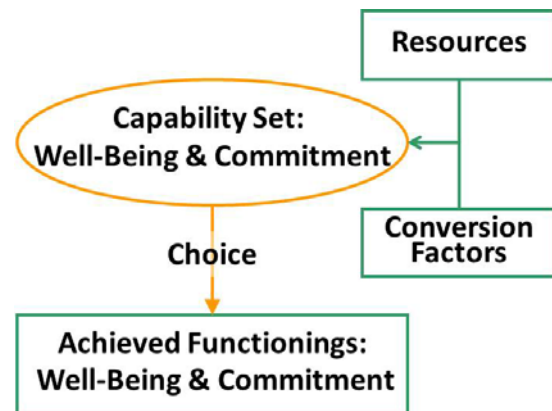 Resources
Capability Set:
Well-Being & Commitment
Conversion
Factors
Choice
Achieved Functionings:
Well-Being & Commitment